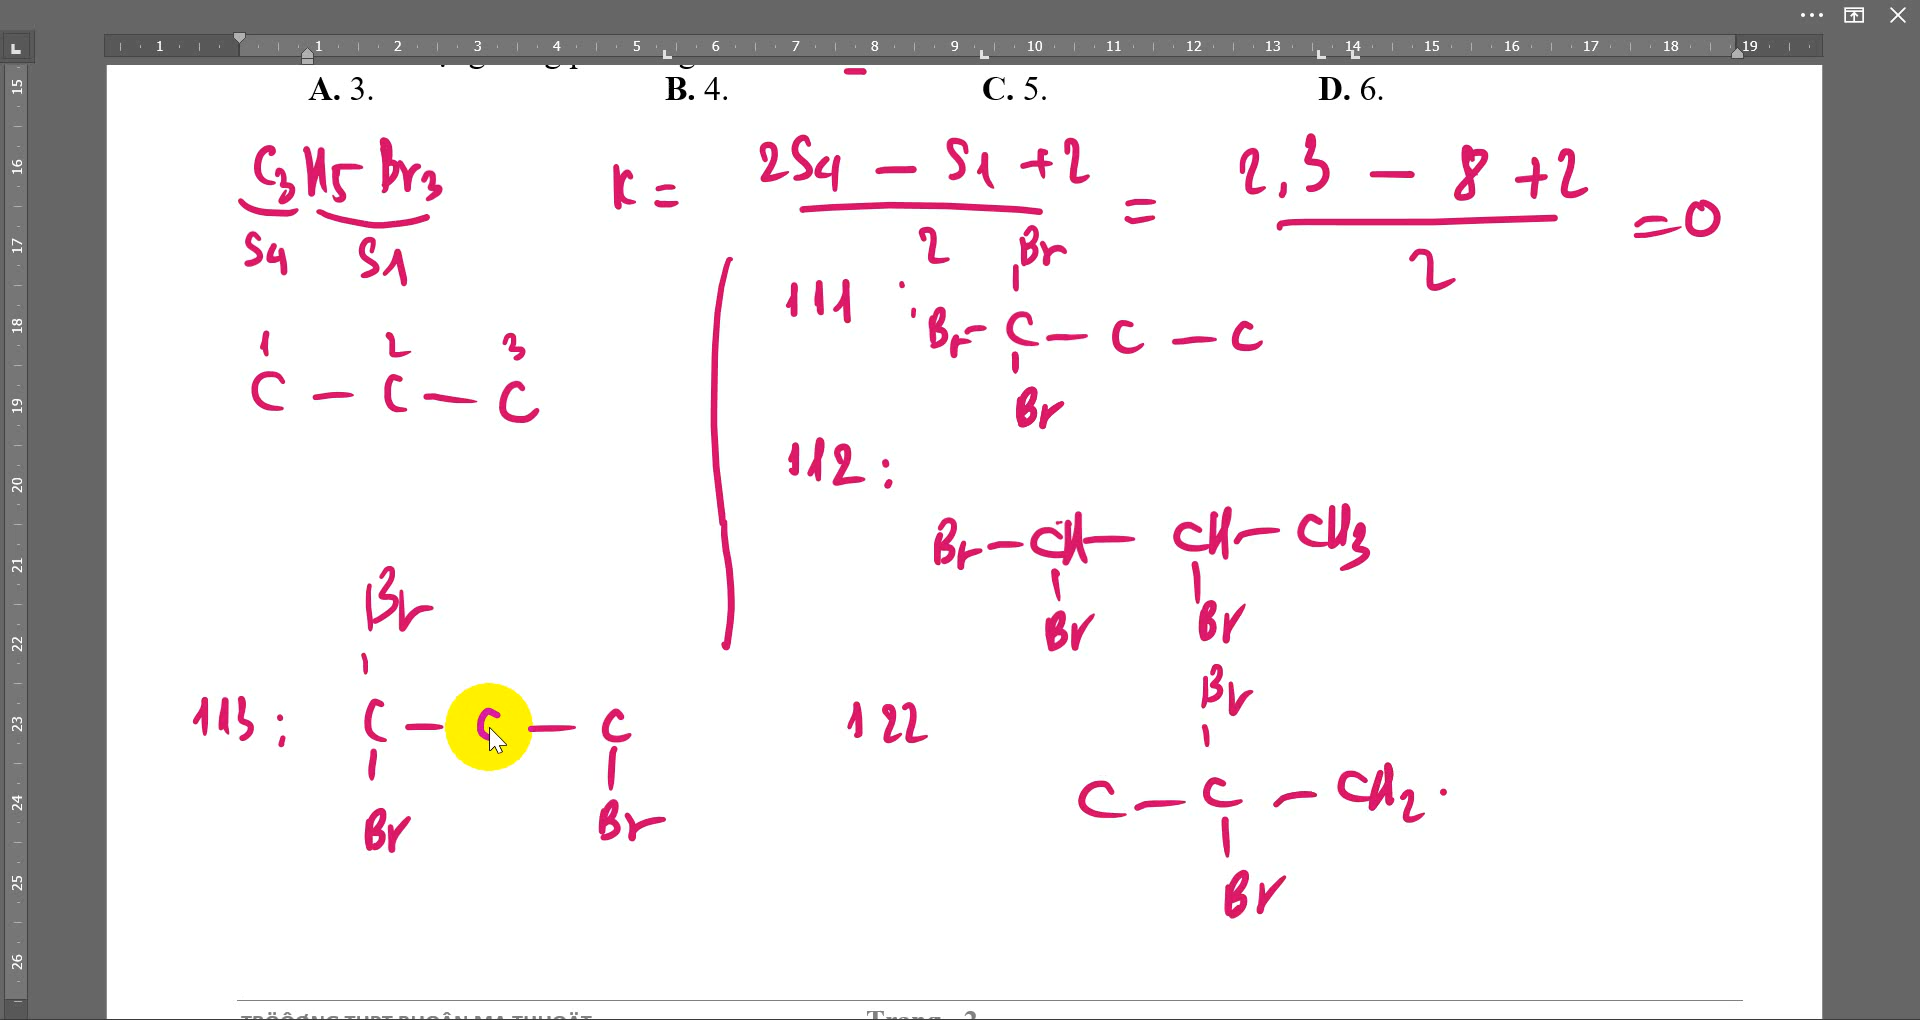 A. 3. B. 4. C. 5. D. 6.
C3H5Br3 K = 2S4 – S1 + 2 / 2 = 2.3 – 8 + 2 / 2 = 0
S4 S1
1 2 3
C – C – C
111 :
Br
Br – C – C – C
Br
112 :
Br – CH – CH – CH3
Br Br
113 :
Br
C – C – C
Br Br
122
Br
C – C – CH2
Br